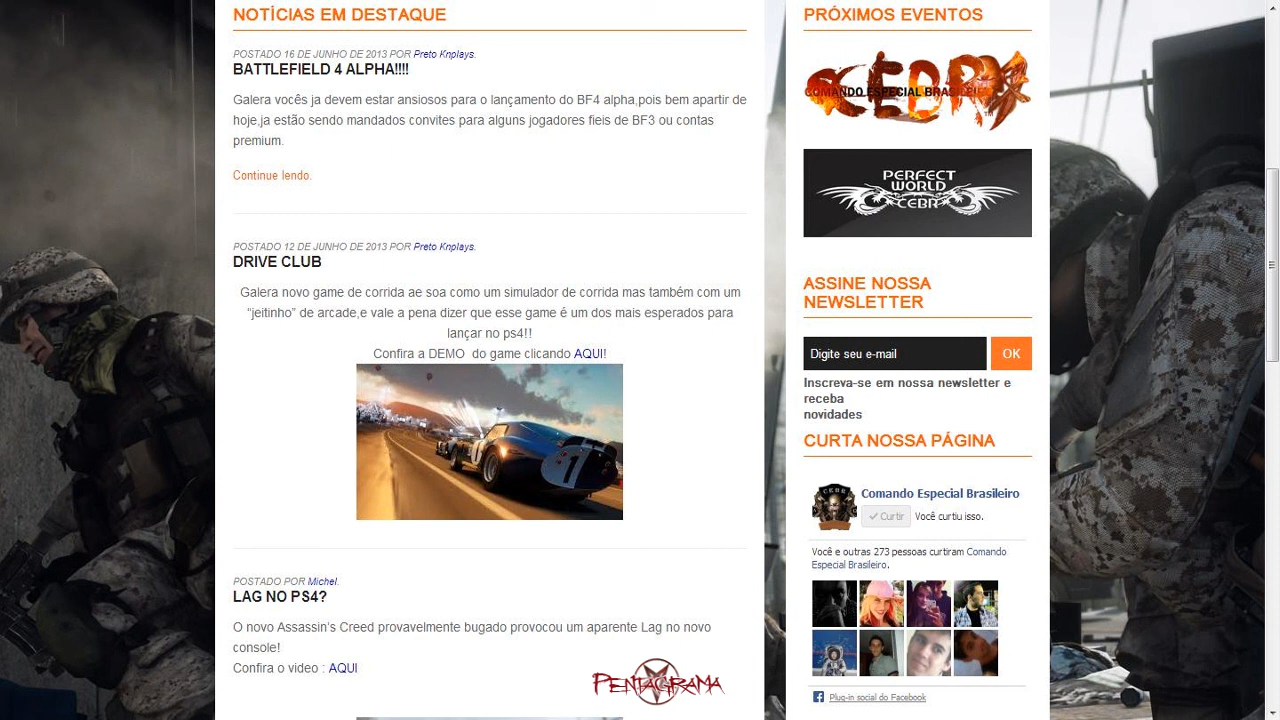 NOTÍCIAS EM DESTAQUE
POSTADO 16 DE JUNHO DE 2013 POR Preto Knplays.
BATTLEFIELD 4 ALPHA!!!!
Galera vocês ja devem estar ansiosos para o lançamento do BF4 alpha,pois bem apartir de
hoje,ja estão sendo mandados convites para alguns jogadores fieis de BF3 ou contas
premium.
Continue lendo.
POSTADO 12 DE JUNHO DE 2013 POR Preto Knplays.
DRIVE CLUB
Galera novo game de corrida ae soa como um simulador de corrida mas também com um
“jeitinho” de arcade,e vale a pena dizer que esse game é um dos mais esperados para
lançar no ps4!!
Confira a DEMO do game clicando AQUI!
1
POSTADO POR Michel.
LAG NO PS4?
O novo Assassin’s Creed provavelmente bugado provocou um aparente Lag no novo
console!
Confira o video : AQUI
PENTAGRAMA
PRÓXIMOS EVENTOS
CEBR
COMANDO ESPECIAL BRASILEI
PERFECT
WORLD
CEBR
ASSINE NOSSA
NEWSLETTER
Digite seu e-mail
OK
Inscreva-se em nossa newsletter e
receba
novidades
CURTA NOSSA PÁGINA
CEBR
Comando Especial Brasileiro
Curtir Você curtiu isso.
Você e outras 273 pessoas curtiram Comando
Especial Brasileiro.
Plug-in social do Facebook